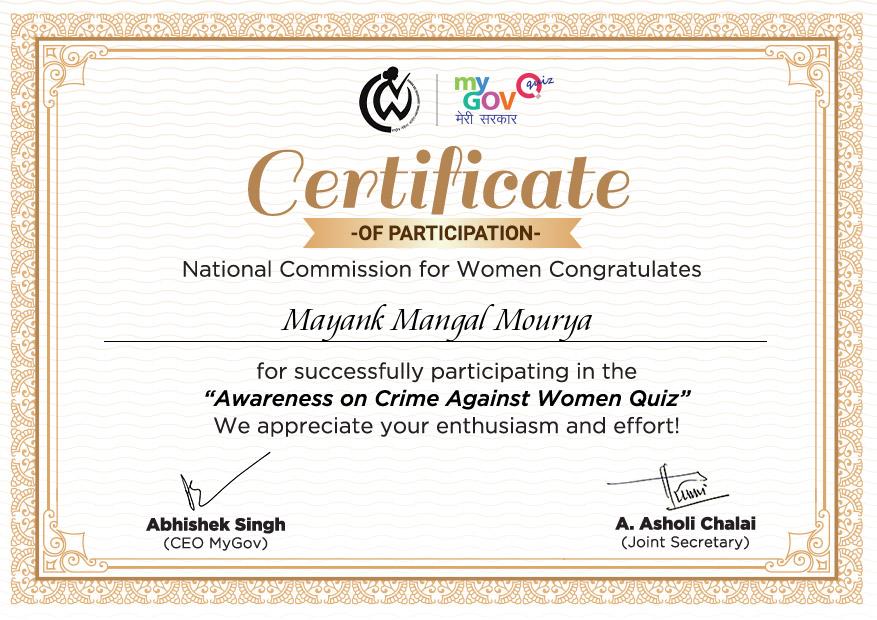 my
GOV
quiz
मेरी सरकार
Certificate
-OF PARTICIPATION-
National Commission for Women Congratulates
Mayank Mangal Mourya
for successfully participating in the
“Awareness on Crime Against Women Quiz”
We appreciate your enthusiasm and effort!
Abhishek Singh
(CEO MyGov)
A. Asholi Chalai
(Joint Secretary)